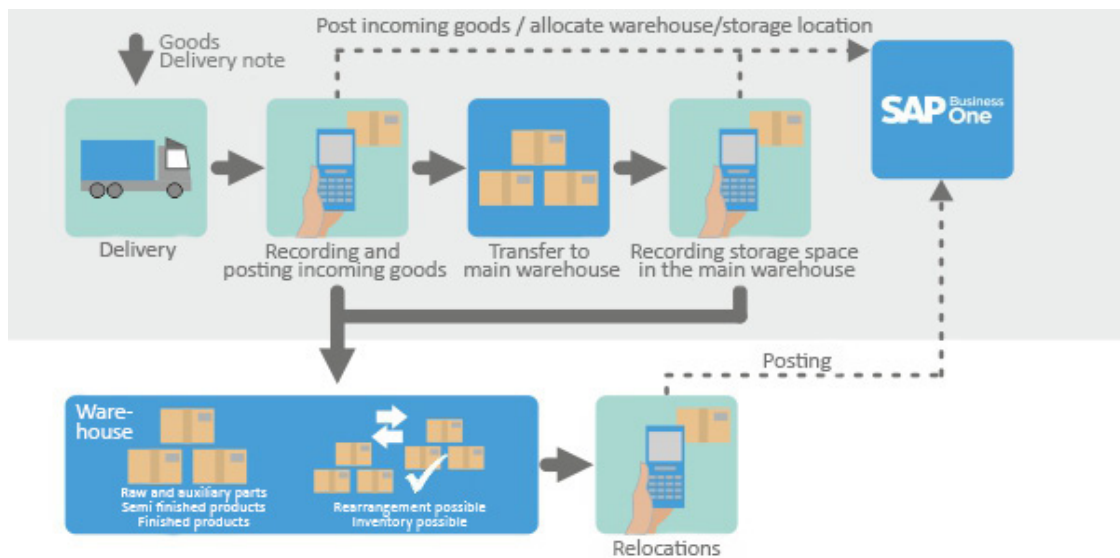 Post incoming goods / allocate warehouse/storage location
Goods
Delivery note
SAP Business
One
Delivery
Recording and
posting incoming goods
Transfer to
main warehouse
Recording storage space
in the main warehouse
Posting
Ware-
house
Raw and auxiliary parts
Semi finished products
Finished products
Rearrangement possible
Inventory possible
Relocations